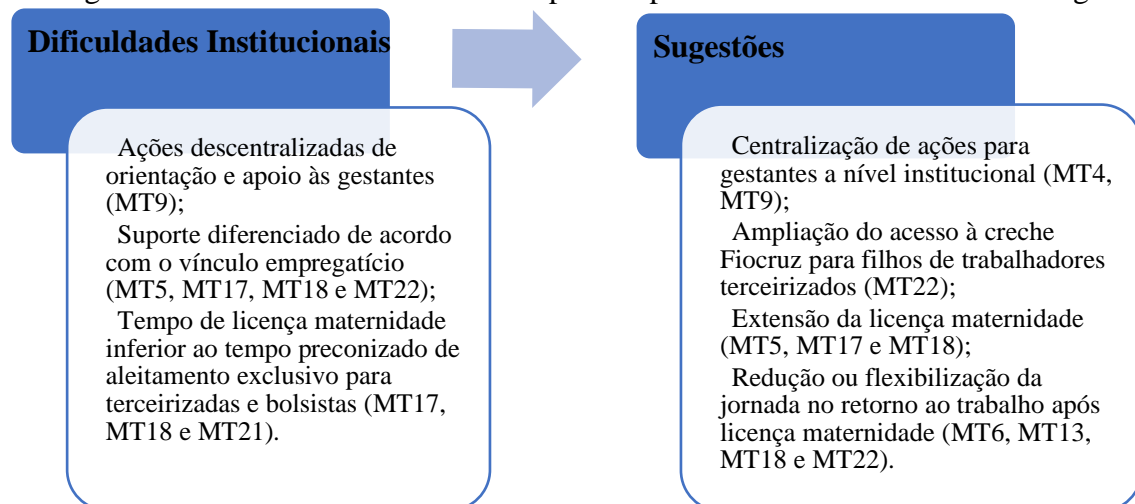 Dificuldades Institucionais
Ações descentralizadas de
orientação e apoio às gestantes
(MT9);
Suporte diferenciado de acordo
com o vínculo empregatício
(MT5, MT17, MT18 e MT22);
Tempo de licença maternidade
inferior ao tempo preconizado de
aleitamento exclusivo para
terceirizadas e bolsistas (MT17,
MT18 e MT21).
Sugestões
Centralização de ações para
gestantes a nível institucional (MT4,
MT9);
Ampliação do acesso à creche
Fiocruz para filhos de trabalhadores
terceirizados (MT22);
Extensão da licença maternidade
(MT5, MT17 e MT18);
Redução ou flexibilização da
jornada no retorno ao trabalho após
licença maternidade (MT6, MT13,
MT18 e MT22).